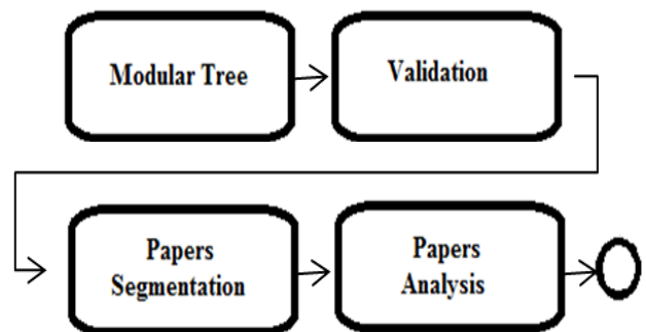 Modular Tree
Validation
Papers
Segmentation
Papers
Analysis